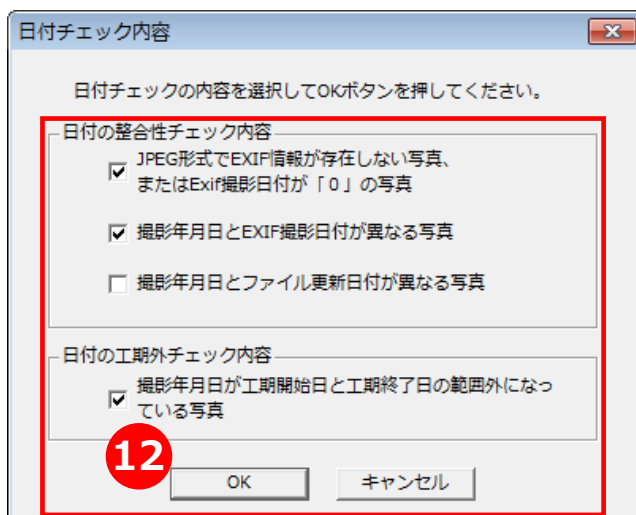 日付チェック内容
日付チェックの内容を選択してOKボタンを押してください。
日付の整合性チェック内容
JPEG形式でEXIF情報が存在しない写真、
またはExif撮影日付が「0」の写真
撮影年月日とEXIF撮影日付が異なる写真
撮影年月日とファイル更新日付が異なる写真
日付の工期外チェック内容
撮影年月日が工期開始日と工期終了日の範囲外になっ
ている写真
12
OK キャンセル